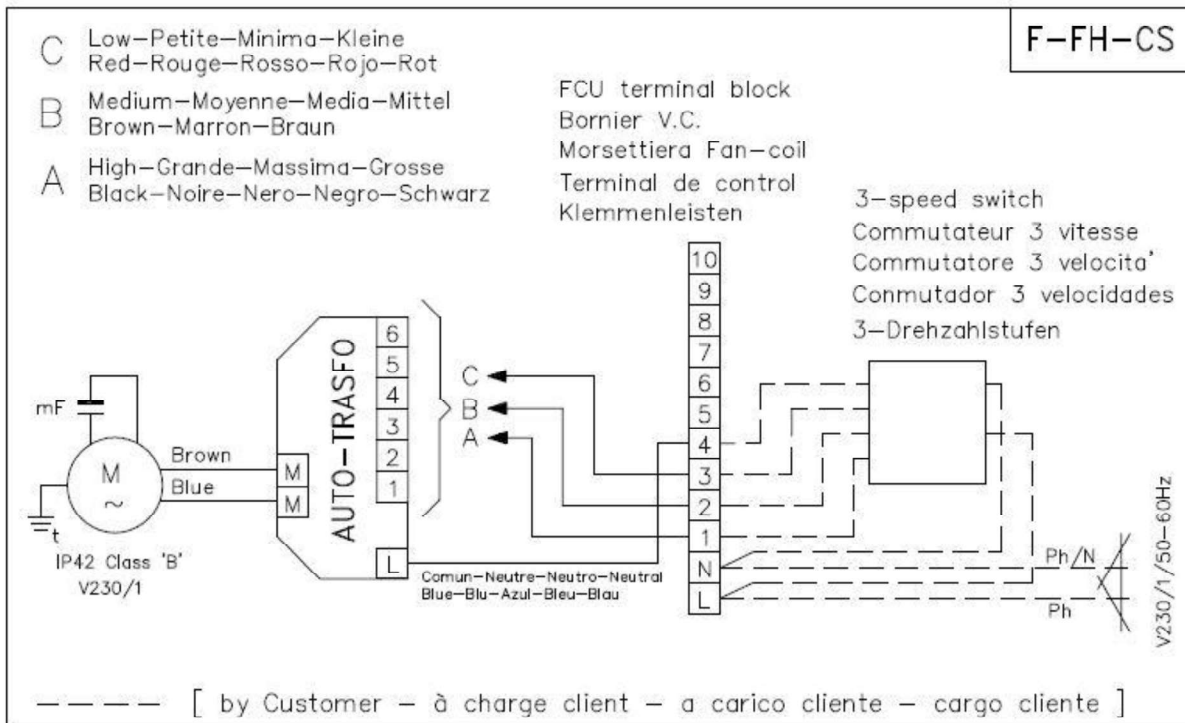 F-FH-CS
C
Low-Petite-Minima-Kleine
Red-Rouge-Rosso-Rojo-Rot
B
Medium-Moyenne-Media-Mittel
Brown-Marron-Braun
A
High-Grande-Massima-Grosse
Black-Noire-Nero-Negro-Schwarz
FCU terminal block
Bornier V.C.
Morsettiera Fan-coil
Terminal de control
Klemmenleisten
3-speed switch
Commutateur 3 vitesse
Commutatore 3 velocita'
Conmutador 3 velocidades
3-Drehzahlstufen
mF
M
~
t
IP42 Class 'B'
V230/1
Brown
Blue
M
M
AUTO-TRASFO
6
5
4
3
2
1
L
C
B
A
Comun-Neutre-Neutro-Neutral
Blue-Blu-Azul-Bleu-Blau
10
9
8
7
6
5
4
3
2
1
N
L
Ph/N
Ph
V230/1/50-60Hz
[ by Customer - à charge client - a carico cliente - cargo cliente ]